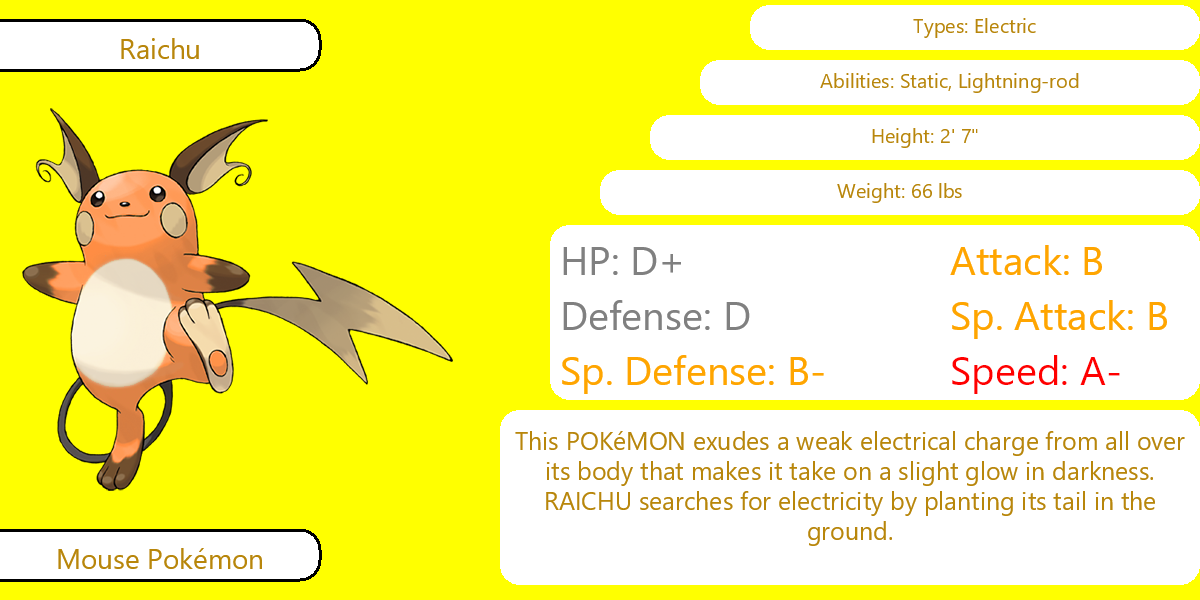 Raichu
Types: Electric
Abilities: Static, Lightning-rod
Height: 2' 7"
Weight: 66 lbs
HP: D+
Attack: B
Defense: D
Sp. Attack: B
Sp. Defense: B-
Speed: A-
This POKéMON exudes a weak electrical charge from all over
its body that makes it take on a slight glow in darkness.
RAICHU searches for electricity by planting its tail in the
ground.
Mouse Pokémon